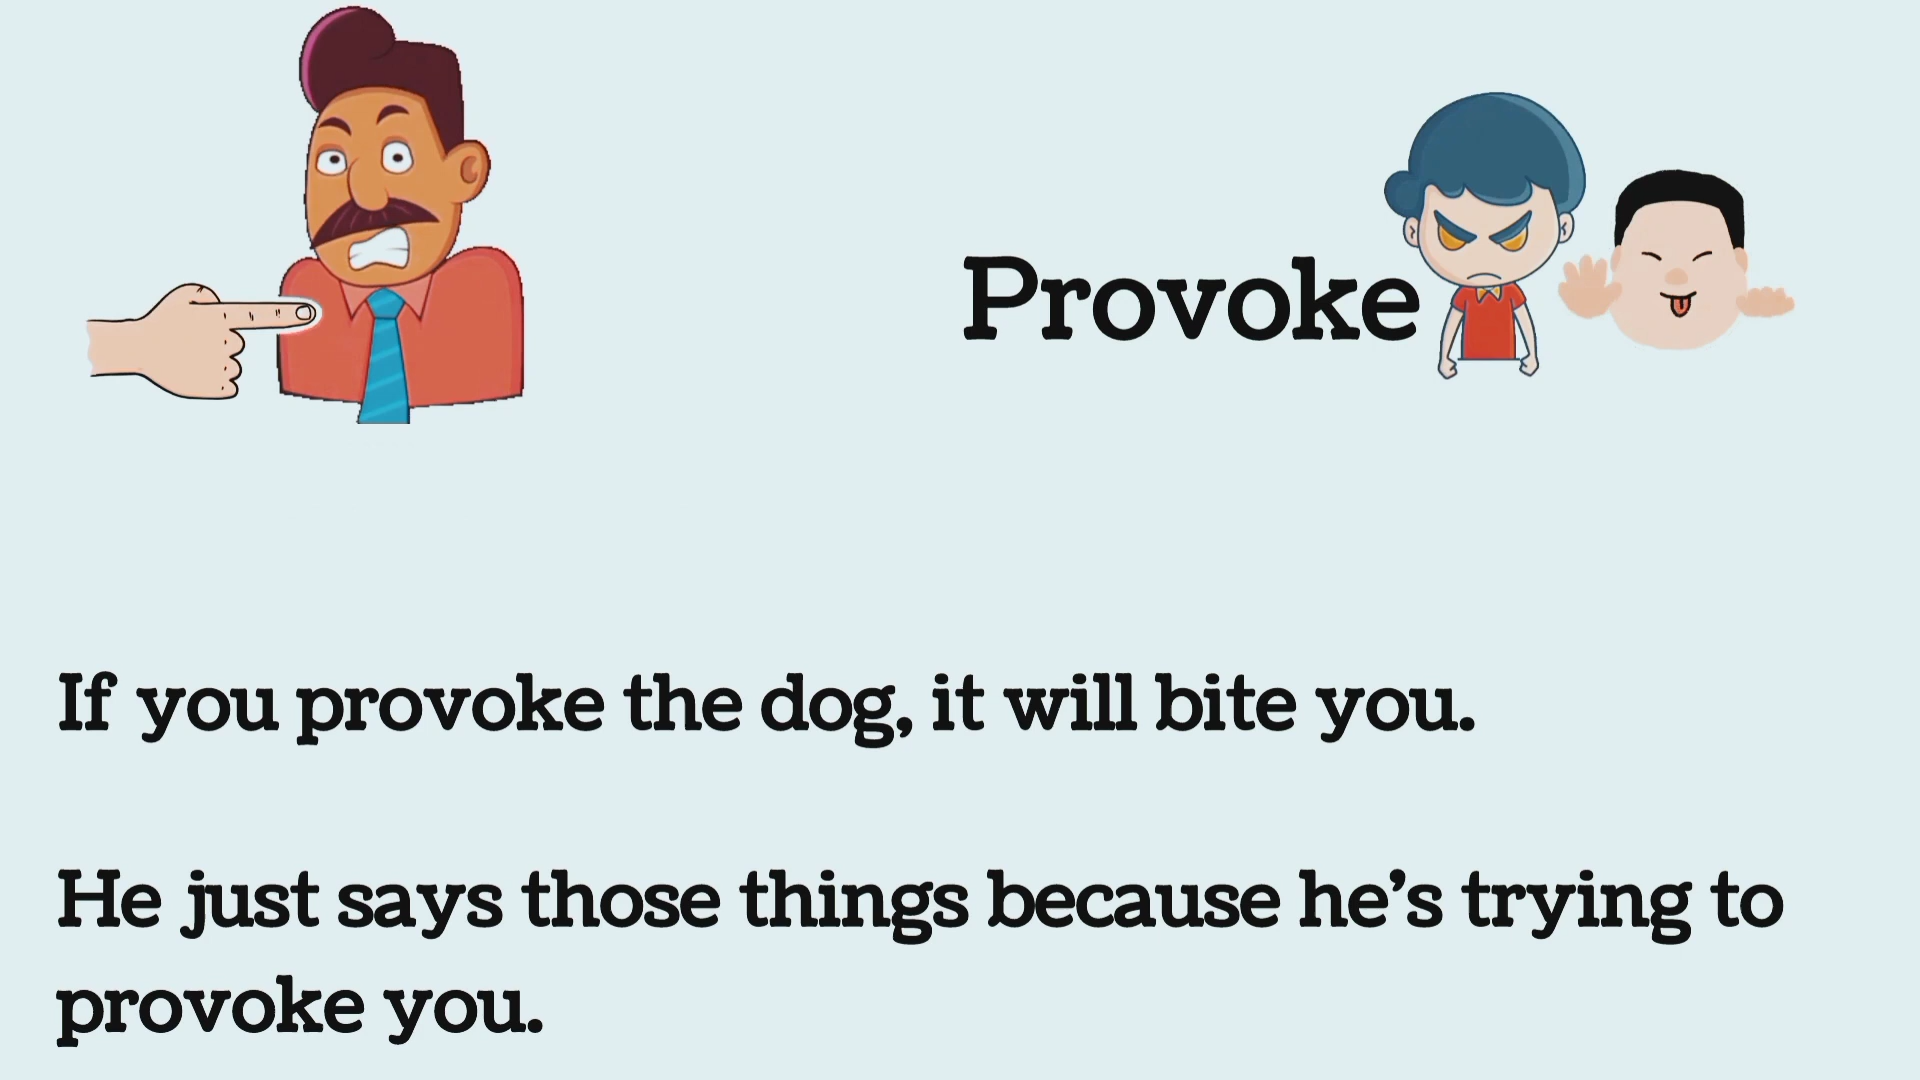 Provoke
If you provoke the dog, it will bite you.
He just says those things because he’s trying to
provoke you.